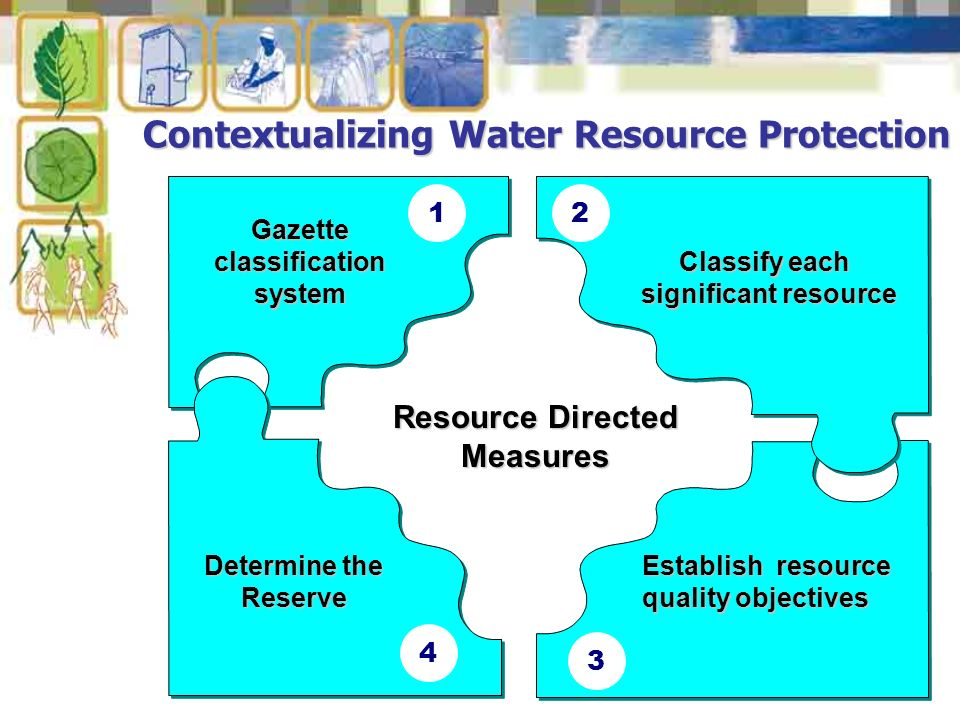 Contextualizing Water Resource Protection
1
Gazette
classification
system
2
Classify each
significant resource
Resource Directed
Measures
Determine the
Reserve
4
Establish resource
quality objectives
3